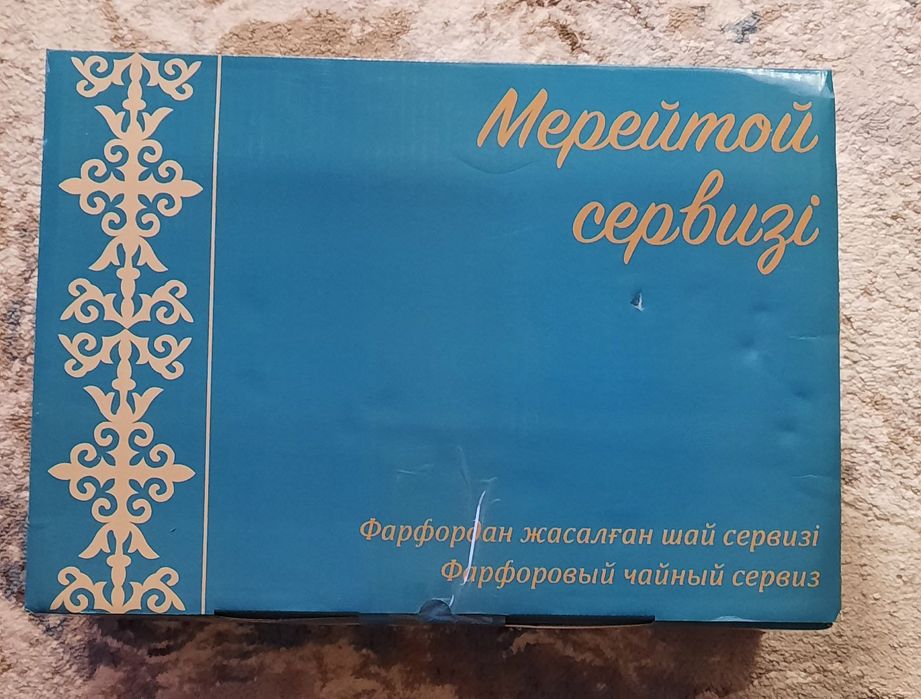 Мерейтой
сервизі
Фарфордан жасалған шай сервизі
Фарфоровый чайный сервиз